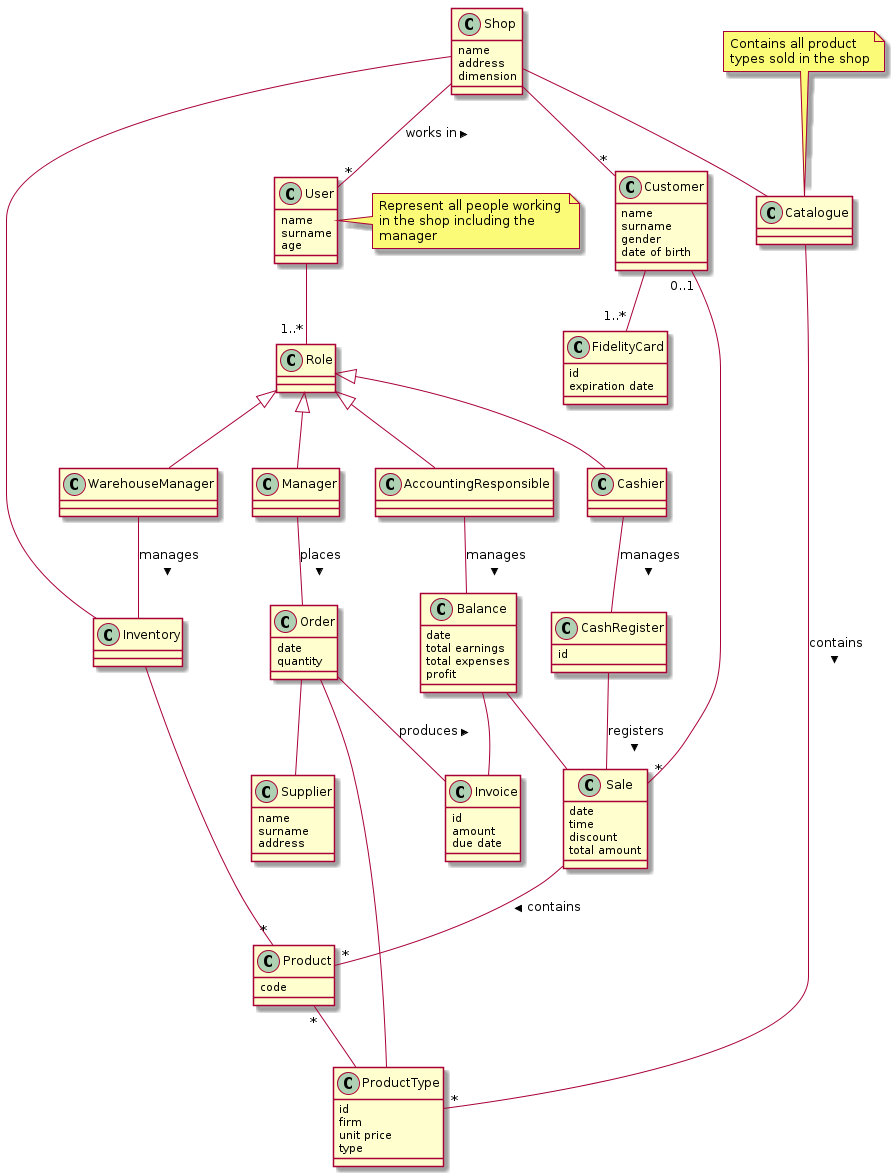 C Shop
name
address
dimension
Contains all product
types sold in the shop
works in ▶
*
*
C User
name
surname
age
Represent all people working
in the shop including the
manager
C Customer
name
surname
gender
date of birth
C Catalogue
0..1
1..*
1..*
C Role
C FidelityCard
id
expiration date
C WarehouseManager
C Manager
C AccountingResponsible
C Cashier
manages
▼
places
▼
manages
▼
manages
▼
C Inventory
C Order
date
quantity
C Balance
date
total earnings
total expenses
profit
C CashRegister
id
contains
▼
produces ▶
registers
▼
*
C Supplier
name
surname
address
C Invoice
id
amount
due date
C Sale
date
time
discount
total amount
◀ contains
*
*
C Product
code
*
C ProductType
id
firm
unit price
type
*